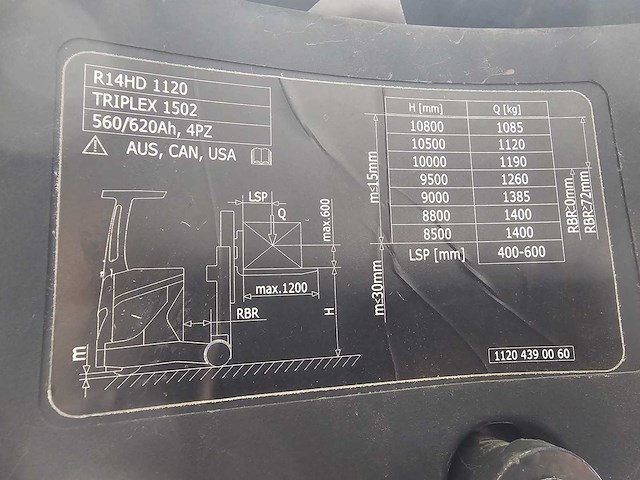 R14HD 1120
TRIPLEX 1502
560/620Ah, 4PZ
AUS, CAN, USA
LSP
Q
max.600
max.1200
H
RBR
m
H [mm] Q [kg]
10800 1085
10500 1120
10000 1190
9500 1260
9000 1385
8800 1400
8500 1400
LSP [mm] 400-600
m≤15mm
m≤30mm
RBR≥0mm
RBR≥72mm
1120 439 00 60